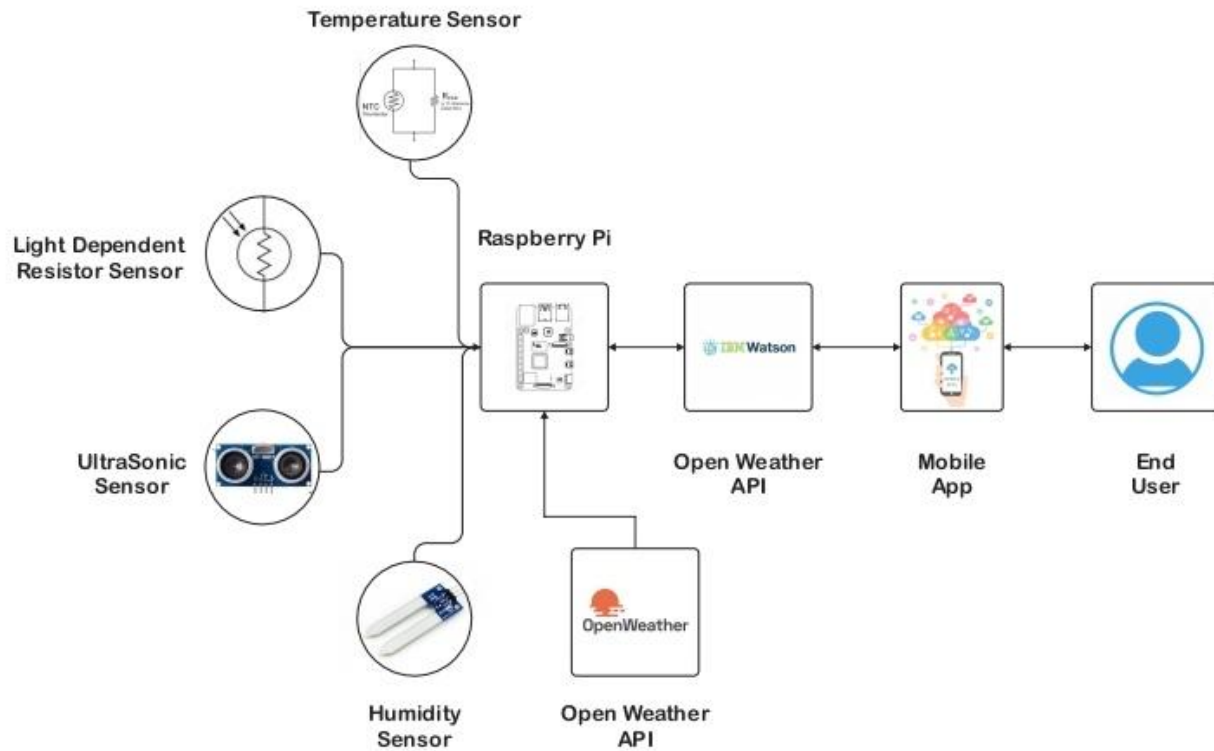 Temperature Sensor
NTC
Light Dependent
Resistor Sensor
Raspberry Pi
IBM Watson
UltraSonic
Sensor
Open Weather
API
Mobile
App
End
User
OpenWeather
Humidity
Sensor
Open Weather
API